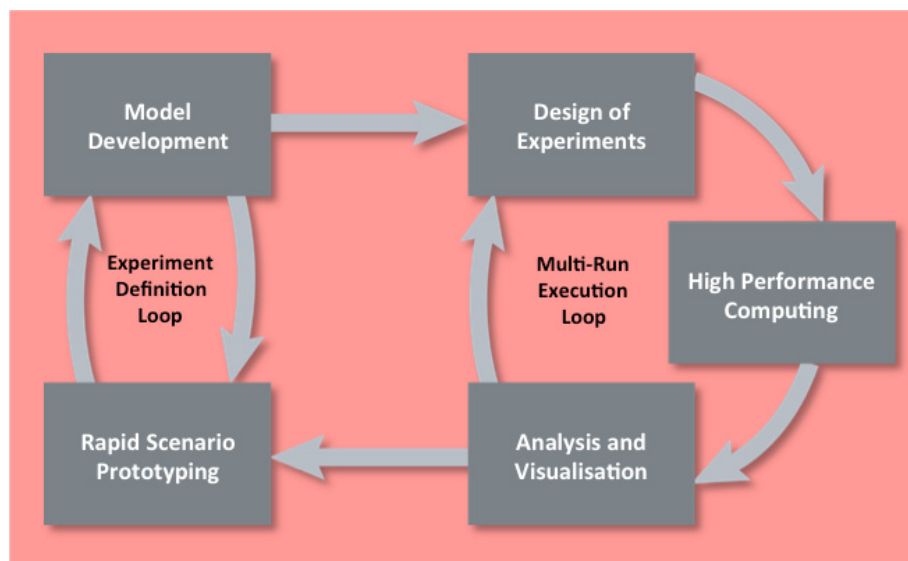 Model
Development
Design of
Experiments
Experiment
Definition
Loop
Multi-Run
Execution
Loop
High Performance
Computing
Rapid Scenario
Prototyping
Analysis and
Visualisation